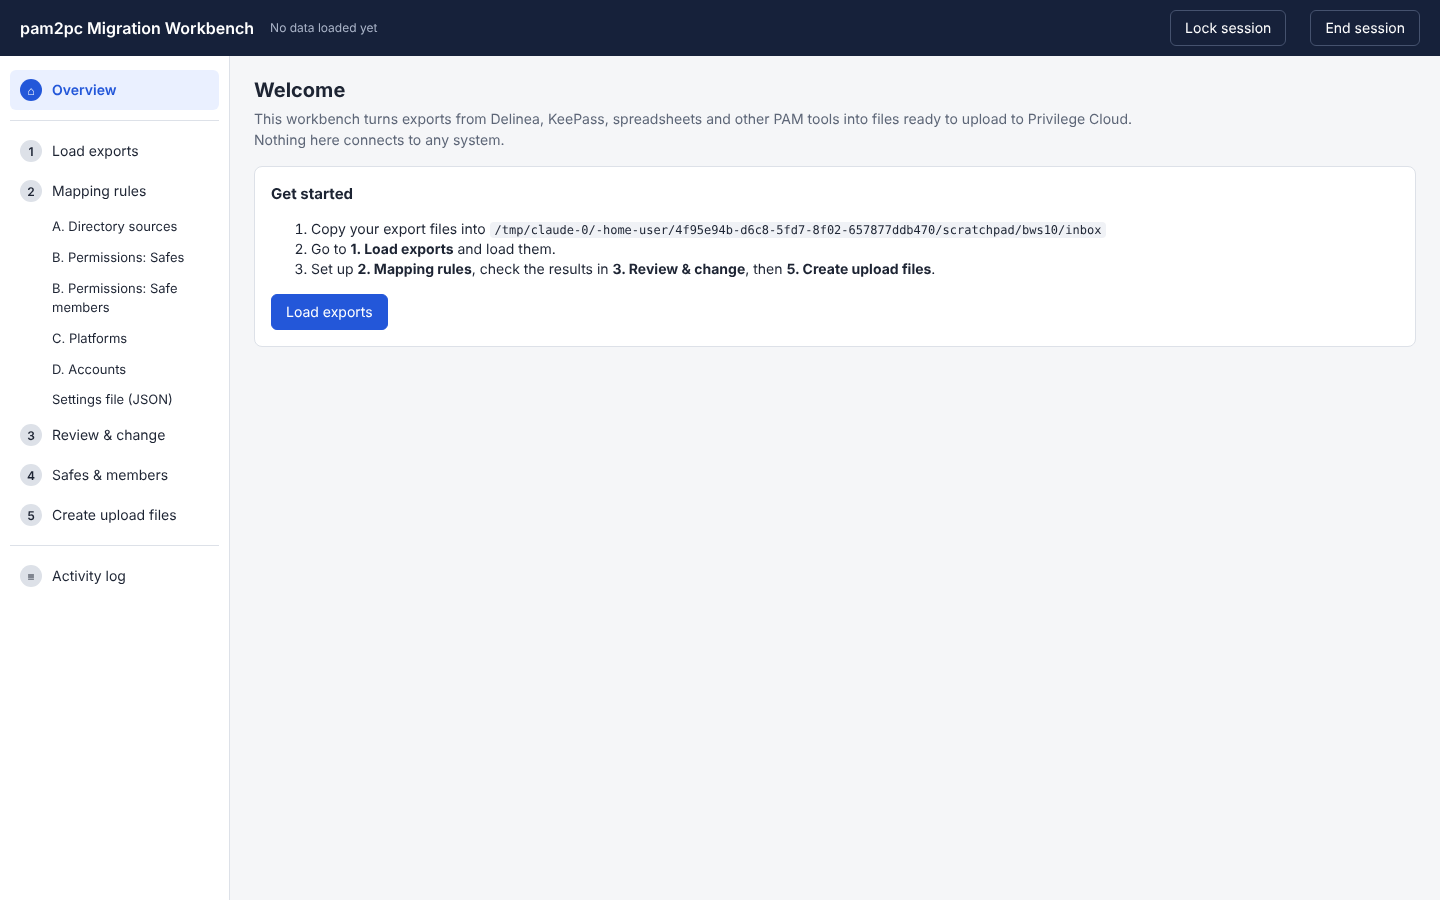 pam2pc Migration Workbench
No data loaded yet
Lock session
End session
Overview
1 Load exports
2 Mapping rules
A. Directory sources
B. Permissions: Safes
B. Permissions: Safe
members
C. Platforms
D. Accounts
Settings file (JSON)
3 Review & change
4 Safes & members
5 Create upload files
Activity log
Welcome
This workbench turns exports from Delinea, KeePass, spreadsheets and other PAM tools into files ready to upload to Privilege Cloud.
Nothing here connects to any system.
Get started
1. Copy your export files into /tmp/claude-0/-home-user/4f95e94b-d6c8-5fd7-8f02-657877ddb470/scratchpad/bws10/inbox
2. Go to 1. Load exports and load them.
3. Set up 2. Mapping rules, check the results in 3. Review & change, then 5. Create upload files.
Load exports